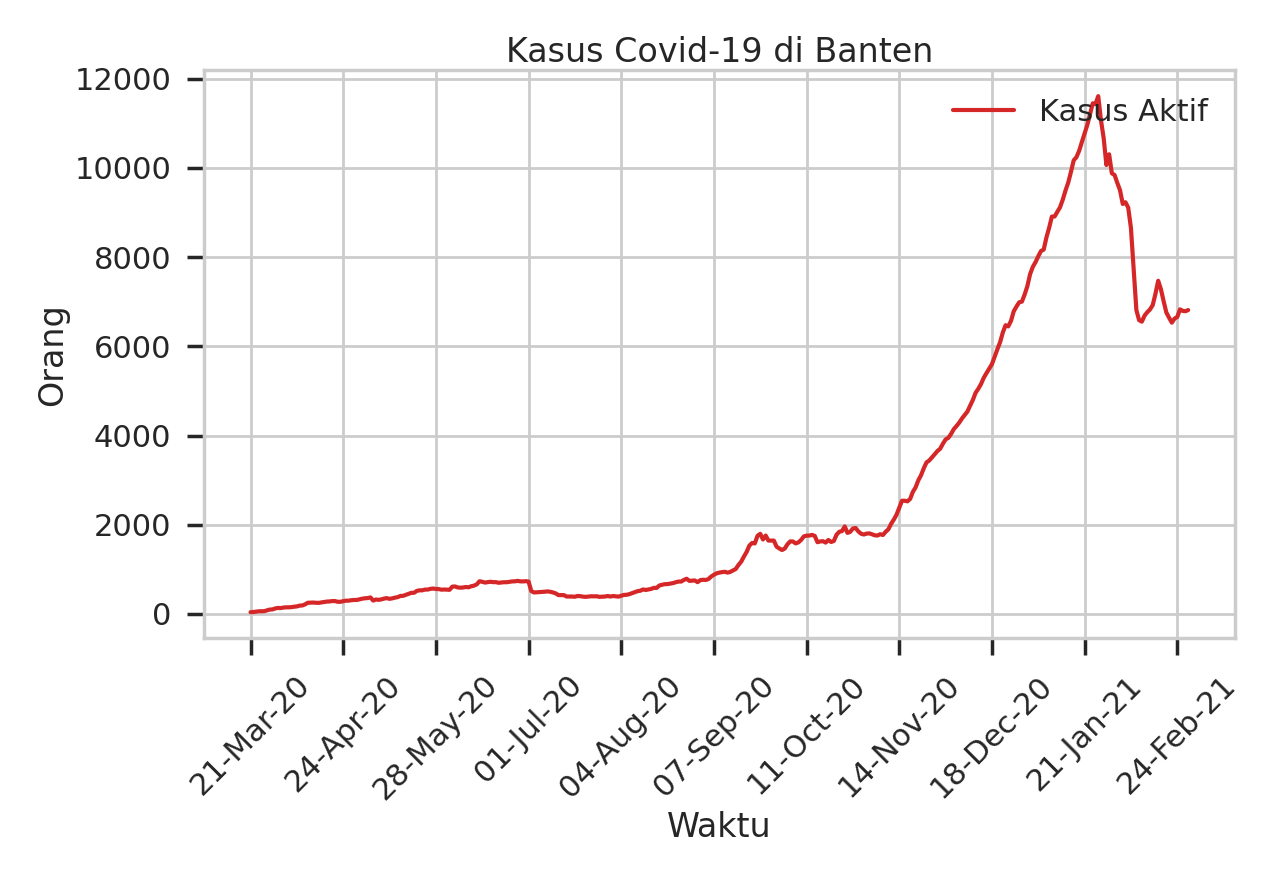 Kasus Covid-19 di Banten
Kasus Aktif
Orang
12000
10000
8000
6000
4000
2000
0
21-Mar-20
24-Apr-20
28-May-20
01-Jul-20
04-Aug-20
07-Sep-20
11-Oct-20
14-Nov-20
18-Dec-20
21-Jan-21
24-Feb-21
Waktu